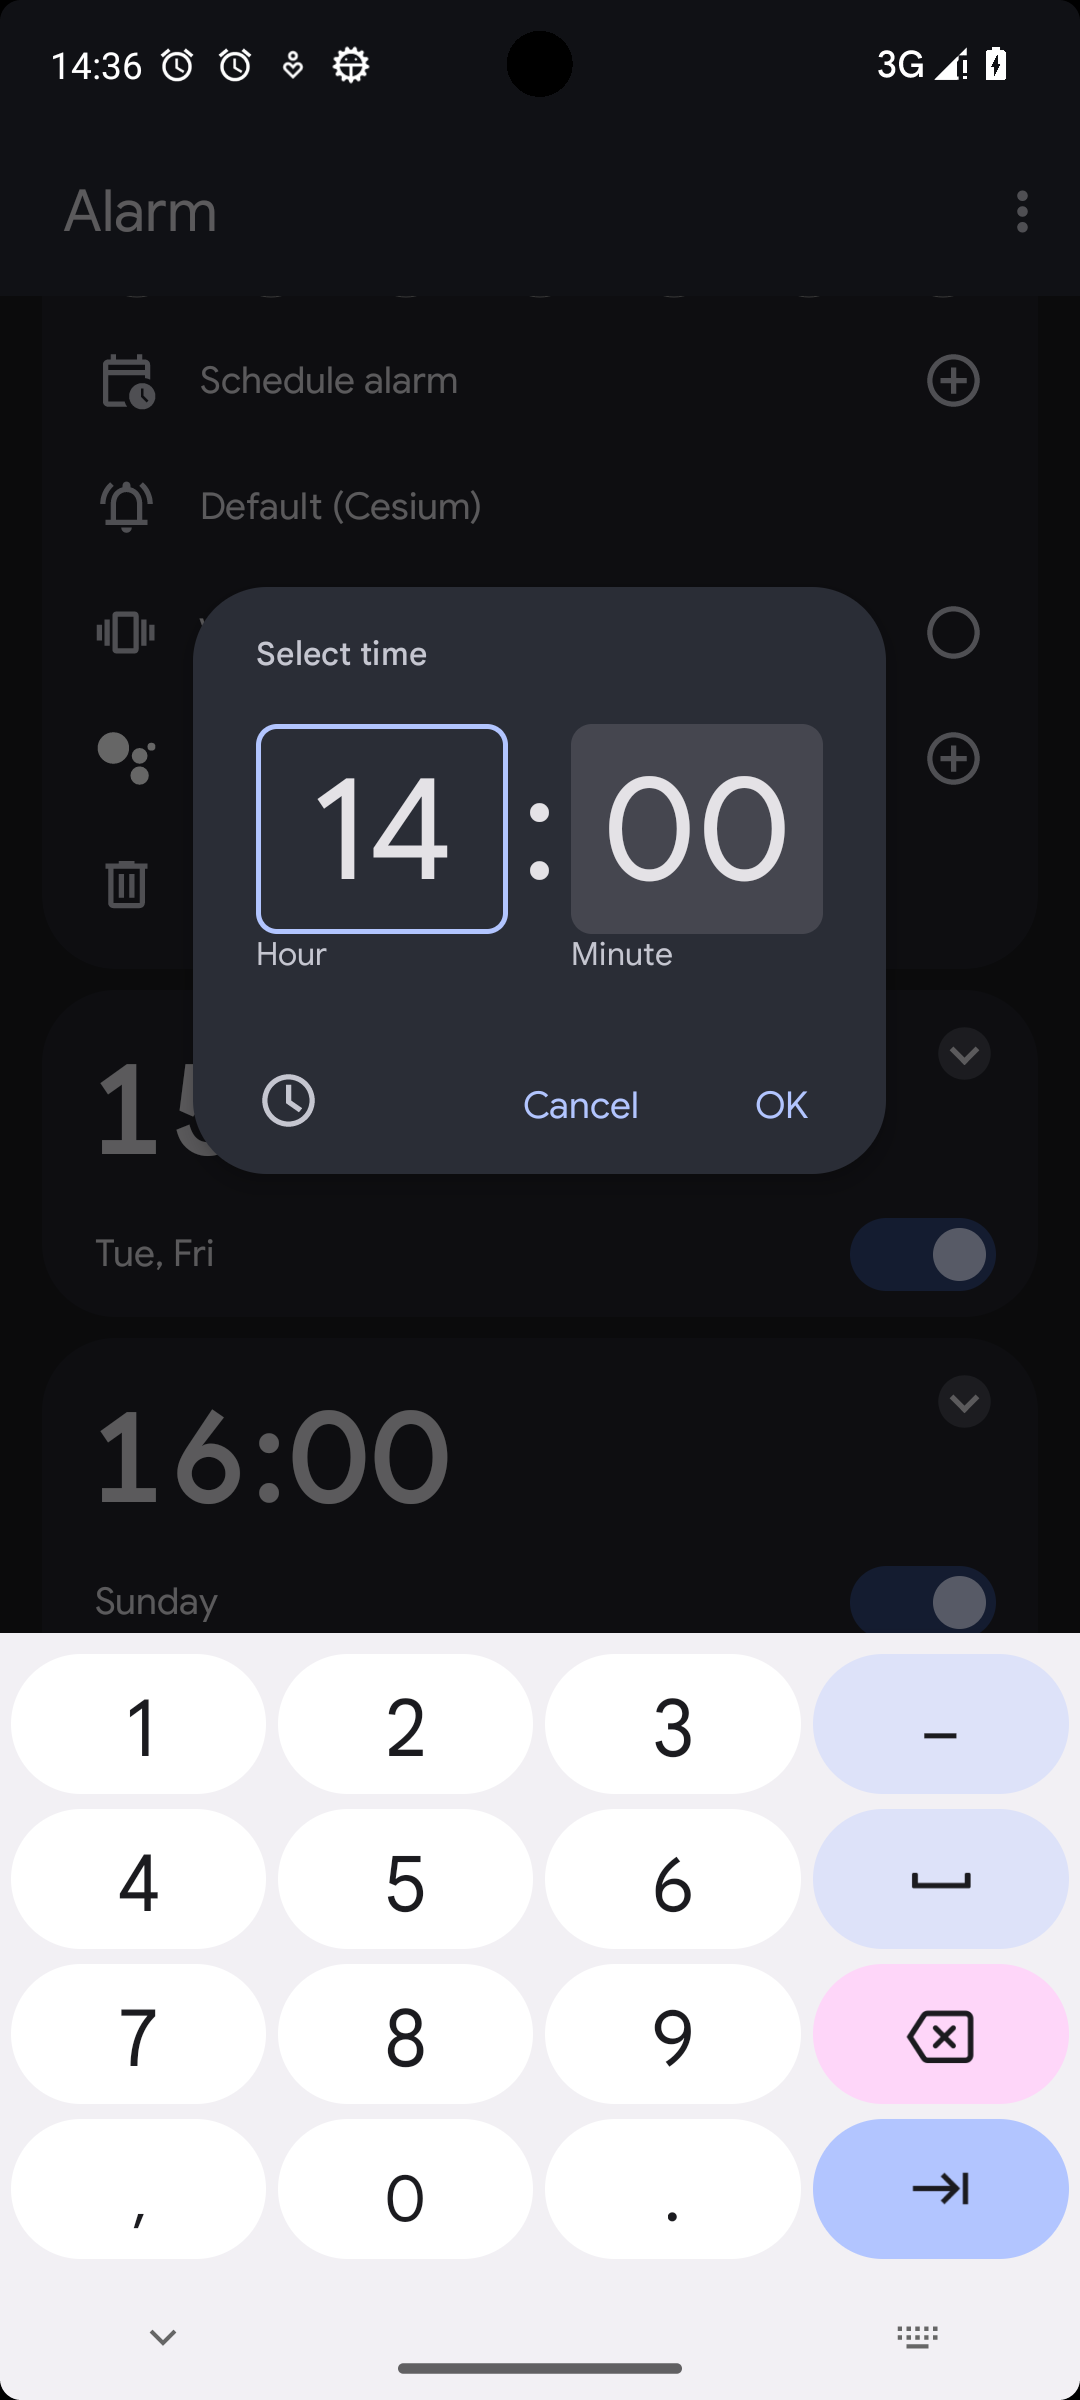 14:36
3G
Alarm
Schedule alarm
Default (Cesium)
Select time
14:00
Hour
Minute
Cancel
OK
15
Tue, Fri
16:00
Sunday
1
2
3
–
4
5
6
7
8
9
,
0
.